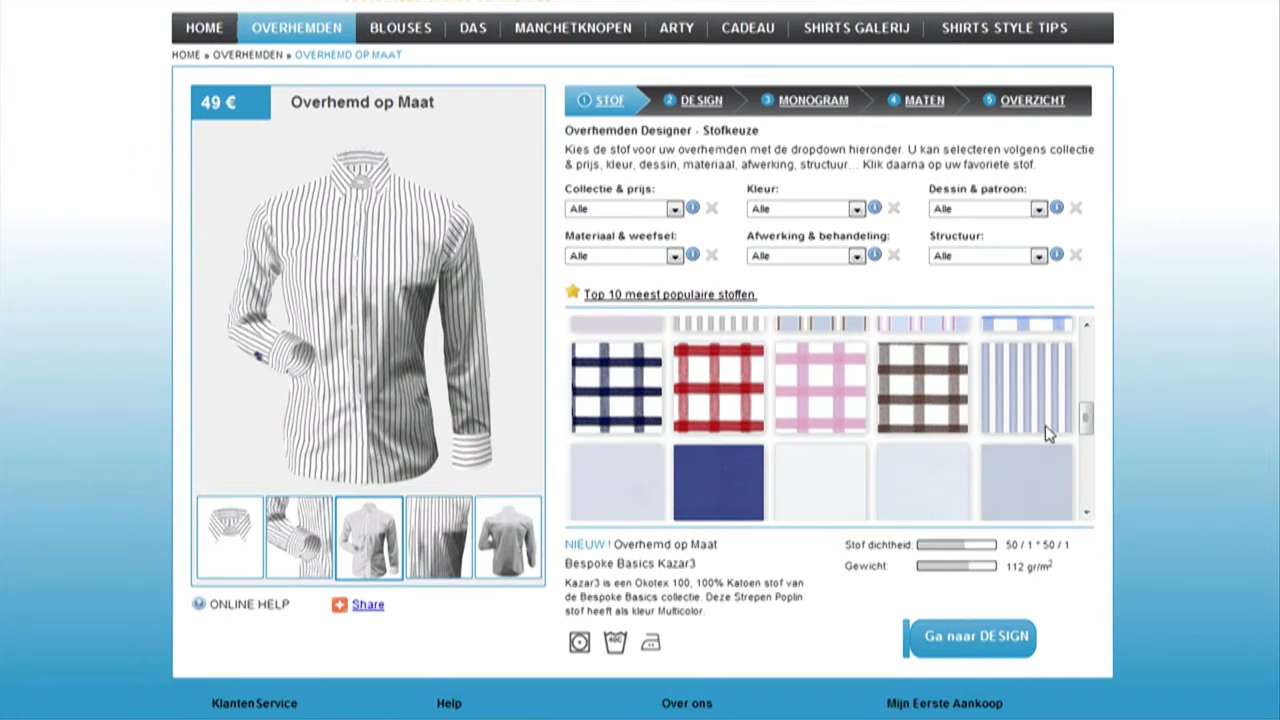 HOME OVERHEMDEN BLOUSES DAS MANCHETKNOPEN ARTY CADEAU SHIRTS GALERIJ SHIRTS STYLE TIPS
HOME » OVERHEMDEN » OVERHEMD OP MAAT
49 € Overhemd op Maat
1 STOF 2 DESIGN 3 MONOGRAM 4 MATEN 5 OVERZICHT
Overhemden Designer - Stofkeuze
Kies de stof voor uw overhemden met de dropdown hieronder. U kan selecteren volgens collectie
& prijs, kleur, dessin, materiaal, afwerking, structuur... Klik daarna op uw favoriete stof.
Collectie & prijs: Kleur: Dessin & patroon:
Alle Alle Alle
Materiaal & weefsel: Afwerking & behandeling: Structuur:
Alle Alle Alle
Top 10 meest populaire stoffen.
NIEUW ! Overhemd op Maat
Bespoke Basics Kazar3
Kazar3 is een Okotex 100, 100% Katoen stof van
de Bespoke Basics collectie. Deze Strepen Poplin
stof heeft als kleur Multicolor.
Stof dichtheid: 50 / 1 * 50 / 1
Gewicht: 112 gr/m²
40C
Ga naar DESIGN
ONLINE HELP Share
KlantenService Help Over ons Mijn Eerste Aankoop